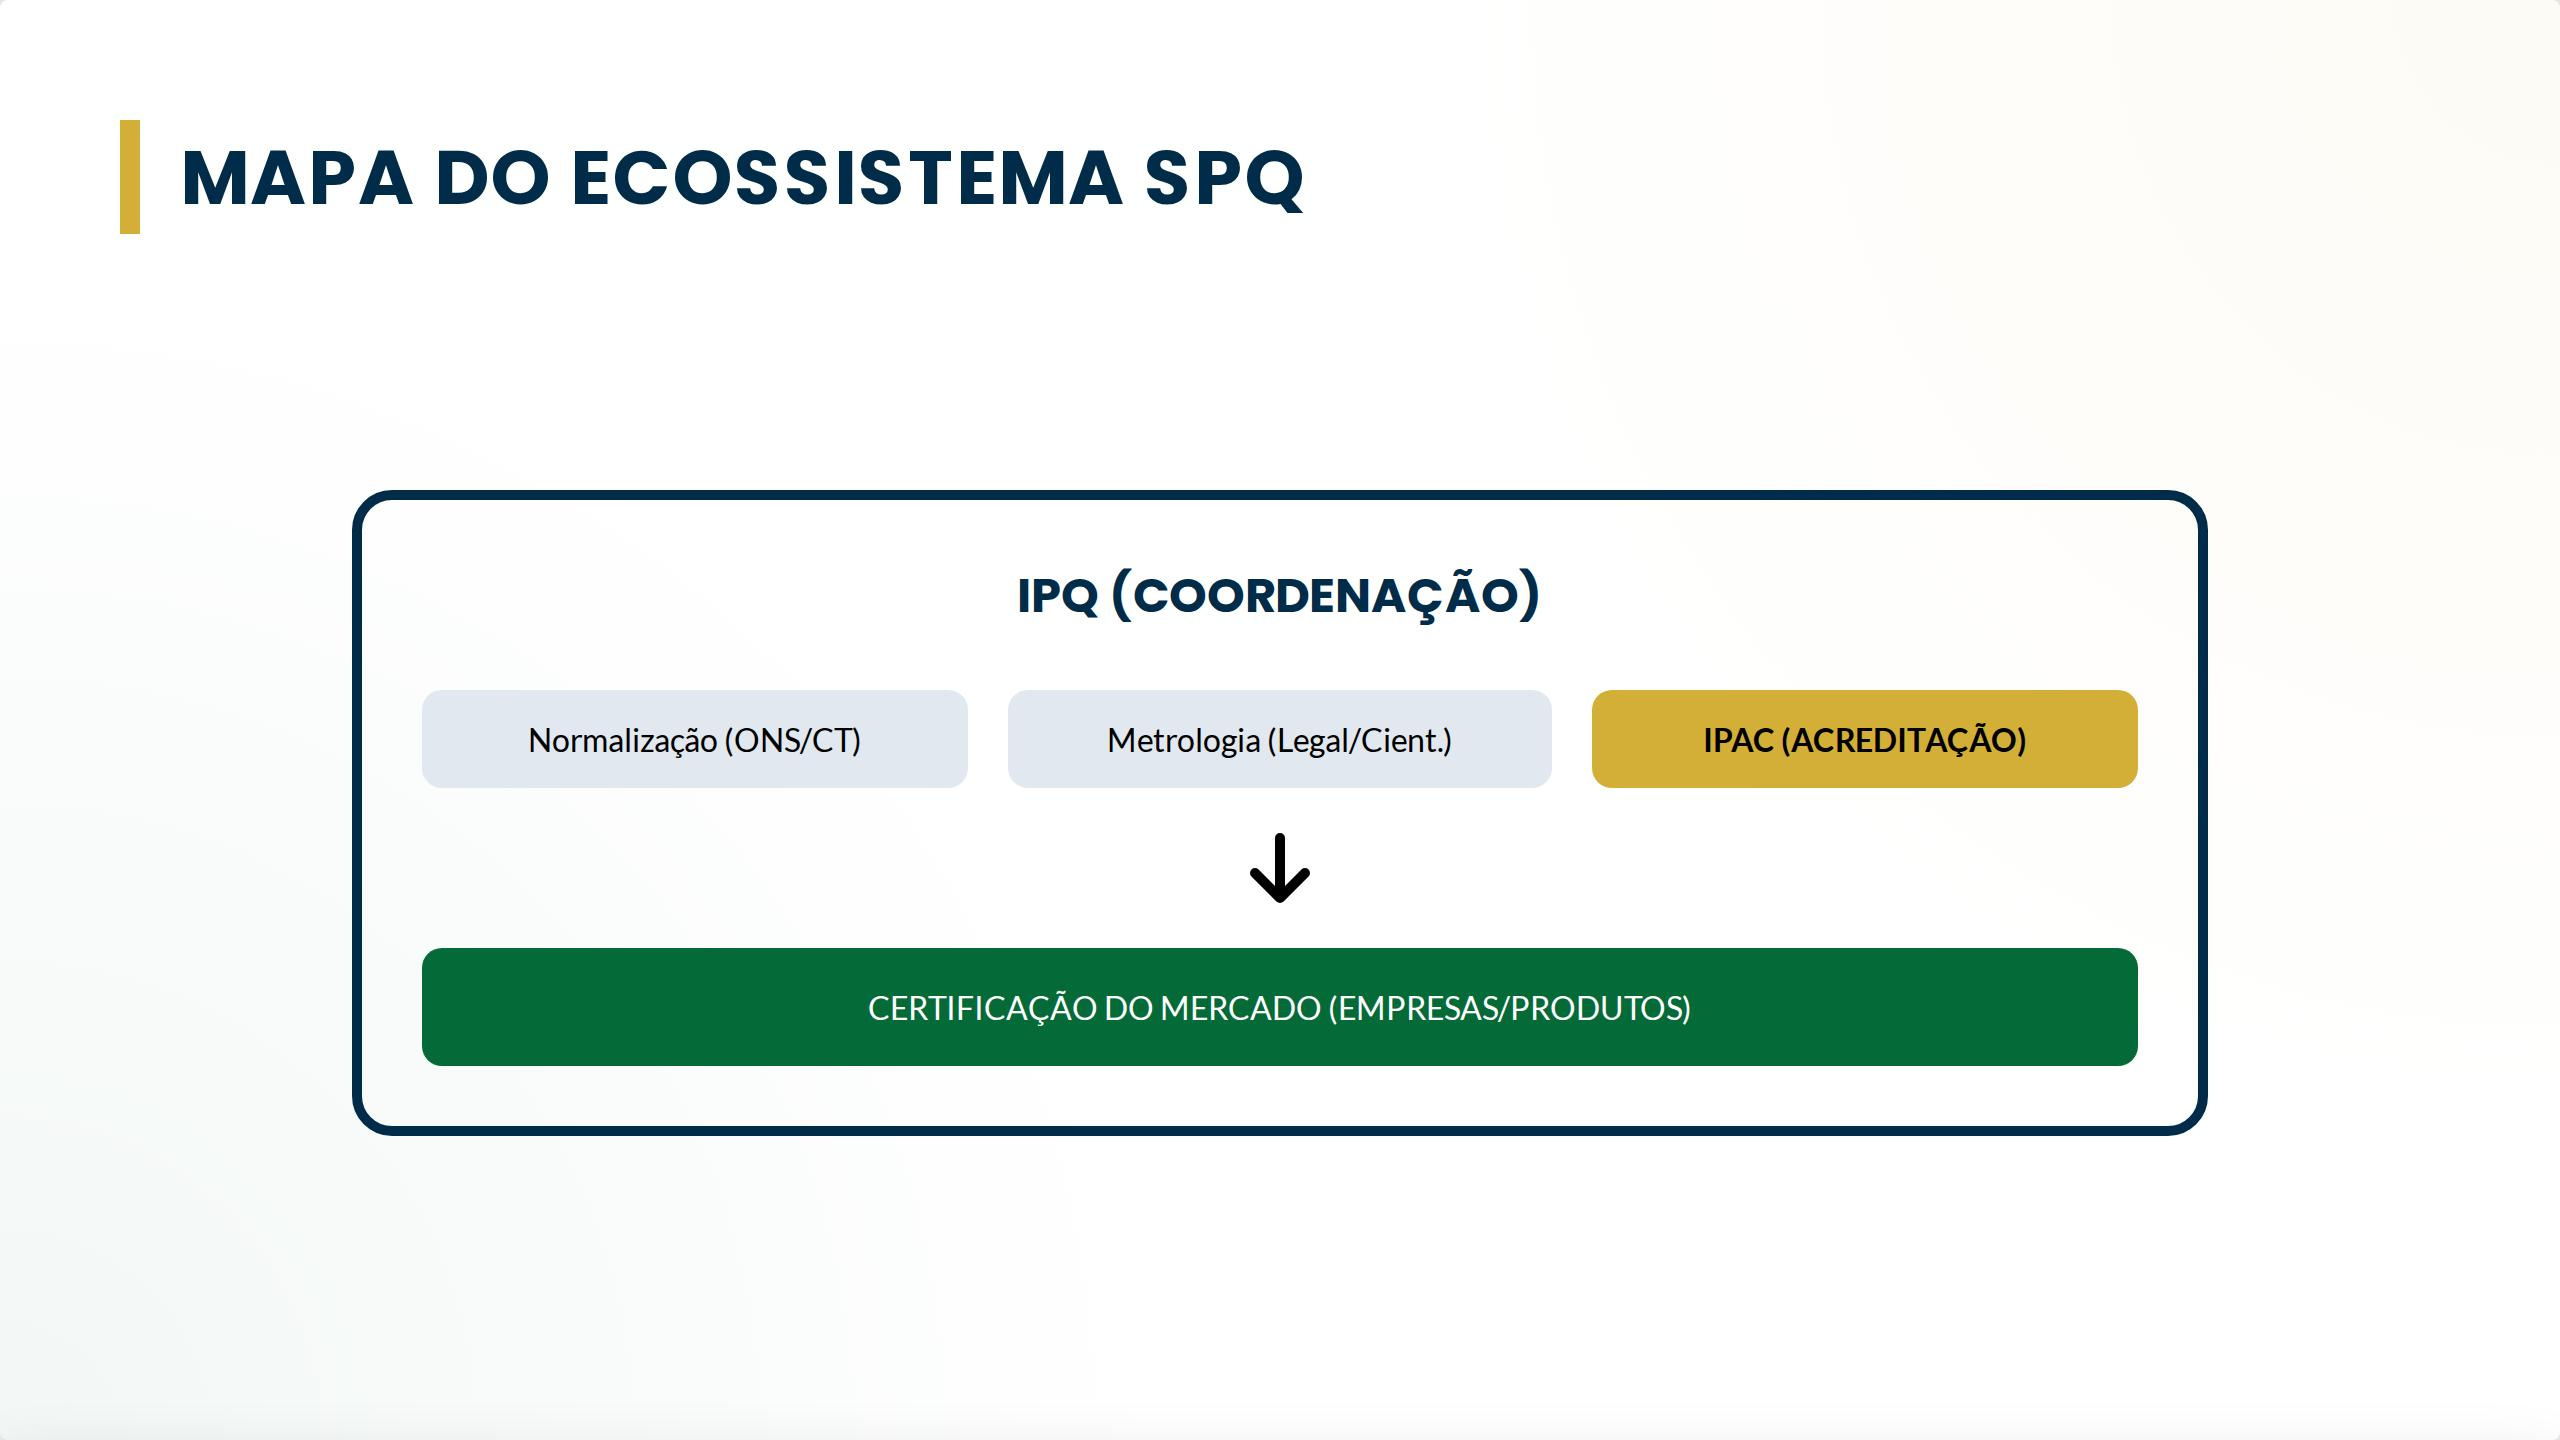 MAPA DO ECOSSISTEMA SPQ
IPQ (COORDENAÇÃO)
Normalização (ONS/CT)
Metrologia (Legal/Cient.)
IPAC (ACREDITAÇÃO)
CERTIFICAÇÃO DO MERCADO (EMPRESAS/PRODUTOS)